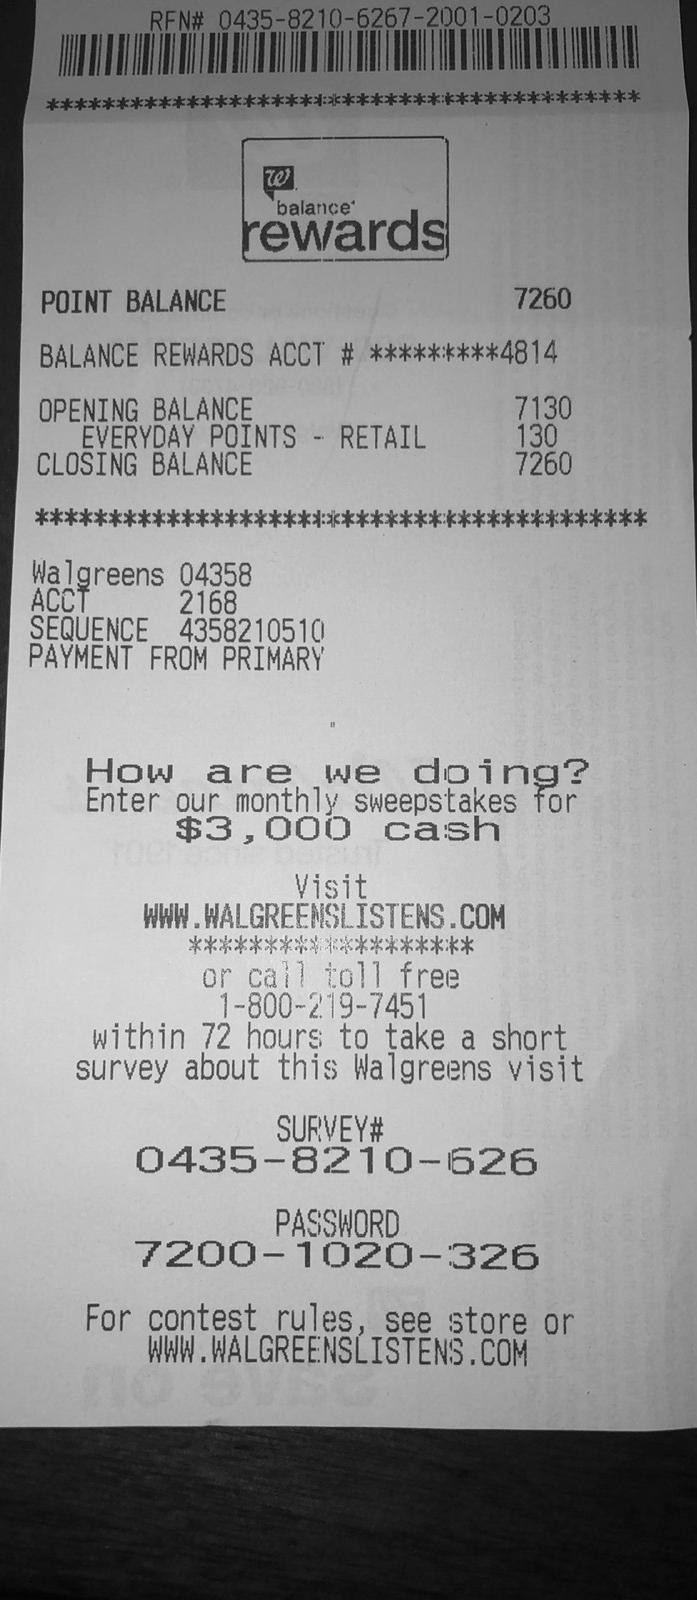 RFN# 0435-8210-6267-2001-0203
******************************************
W
balance
rewards
POINT BALANCE 7260
BALANCE REWARDS ACCT # *********4814
OPENING BALANCE 7130
EVERYDAY POINTS - RETAIL 130
CLOSING BALANCE 7260
******************************************
Walgreens 04358
ACCT 2168
SEQUENCE 4358210510
PAYMENT FROM PRIMARY
How are we doing?
Enter our monthly sweepstakes for
$3,000 cash
Visit
WWW.WALGREENSLISTENS.COM
********************
or call toll free
1-800-219-7451
within 72 hours to take a short
survey about this Walgreens visit
SURVEY#
0435-8210-626
PASSWORD
7200-1020-326
For contest rules, see store or
WWW.WALGREENSLISTENS.COM